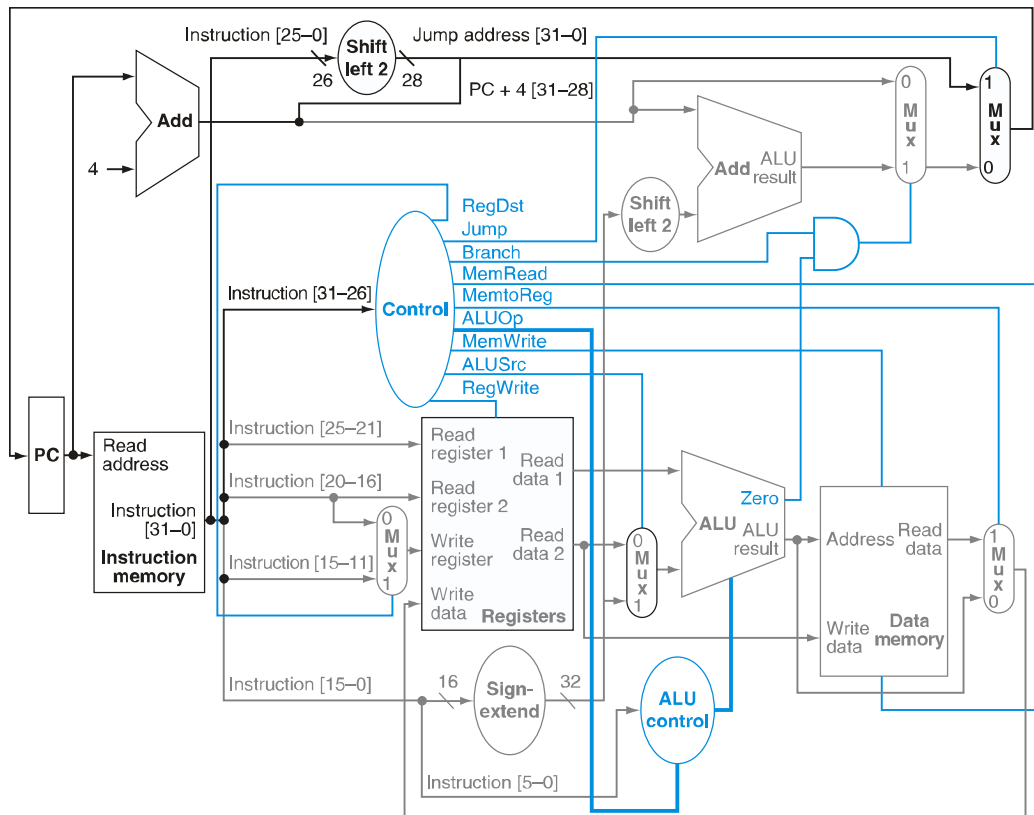 Instruction [25–0]
Shift
left 2
Jump address [31–0]
26
28
PC + 4 [31–28]
Add
4
0
M
u
x
1
1
M
u
x
0
Add
ALU
result
Shift
left 2
RegDst
Jump
Branch
MemRead
MemtoReg
ALUOp
MemWrite
ALUSrc
RegWrite
Instruction [31–26]
Control
PC
Read
address
Instruction
[31–0]
Instruction
memory
Instruction [25–21]
Instruction [20–16]
Instruction [15–11]
0
M
u
x
1
Read
register 1
Read
register 2
Write
register
Write
data
Read
data 1
Read
data 2
Registers
0
M
u
x
1
Zero
ALU
ALU
result
Address
Read
data
Write
data
Data
memory
1
M
u
x
0
Instruction [15–0]
16
Sign-
extend
32
ALU
control
Instruction [5–0]